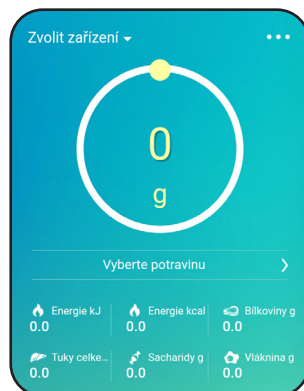 Zvolit zařízení
0
g
Vyberte potravinu
Energie kJ Energie kcal Bílkoviny g
0.0 0.0 0.0
Tuky celke... Sacharidy g Vláknina g
0.0 0.0 0.0